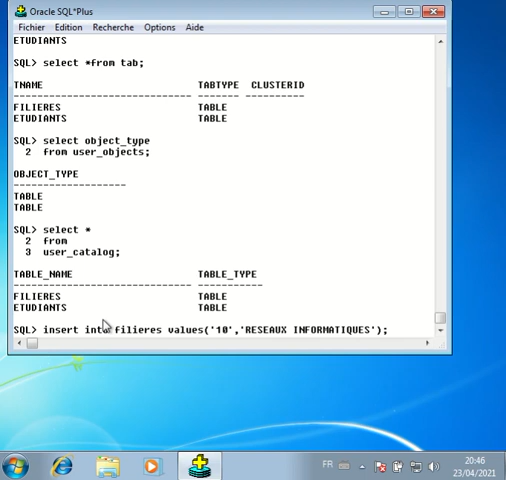 Oracle SQL*Plus
Fichier Edition Recherche Options Aide
ETUDIANTS
SQL> select *from tab;
TNAME TABTYPE CLUSTERID
------------------------------ ------- ----------
FILIERES TABLE
ETUDIANTS TABLE
SQL> select object_type
2 from user_objects;
OBJECT_TYPE
-------------------
TABLE
TABLE
SQL> select *
2 from
3 user_catalog;
TABLE_NAME TABLE_TYPE
------------------------------ -----------
FILIERES TABLE
ETUDIANTS TABLE
SQL> insert into filieres values('10','RESEAUX INFORMATIQUES');
FR
20:46
23/04/2021